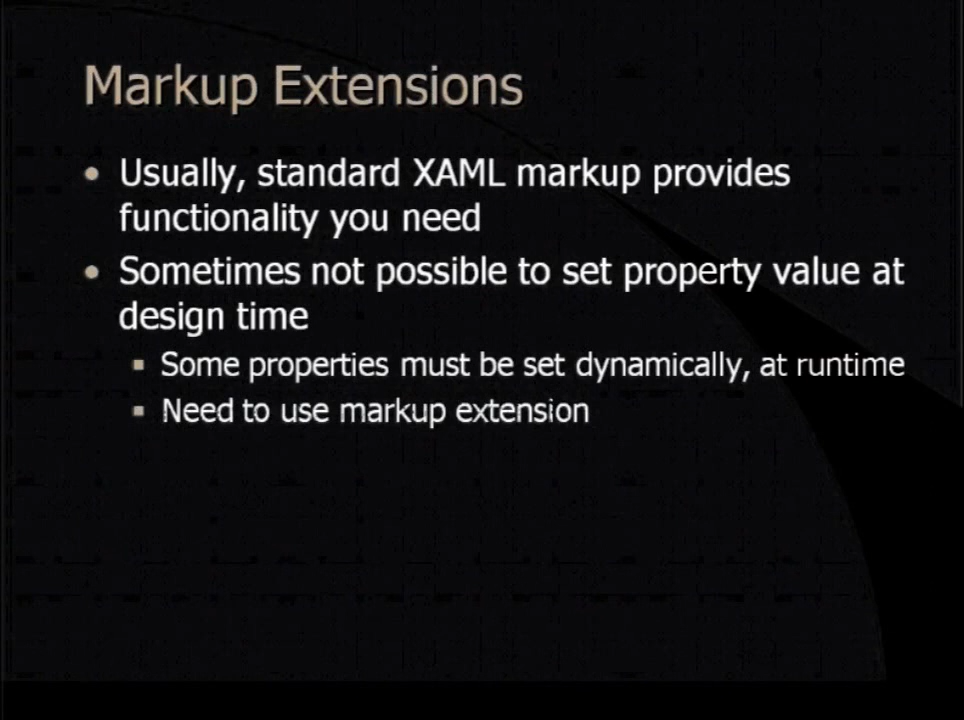 Markup Extensions
• Usually, standard XAML markup provides
functionality you need
• Sometimes not possible to set property value at
design time
▪ Some properties must be set dynamically, at runtime
▪ Need to use markup extension